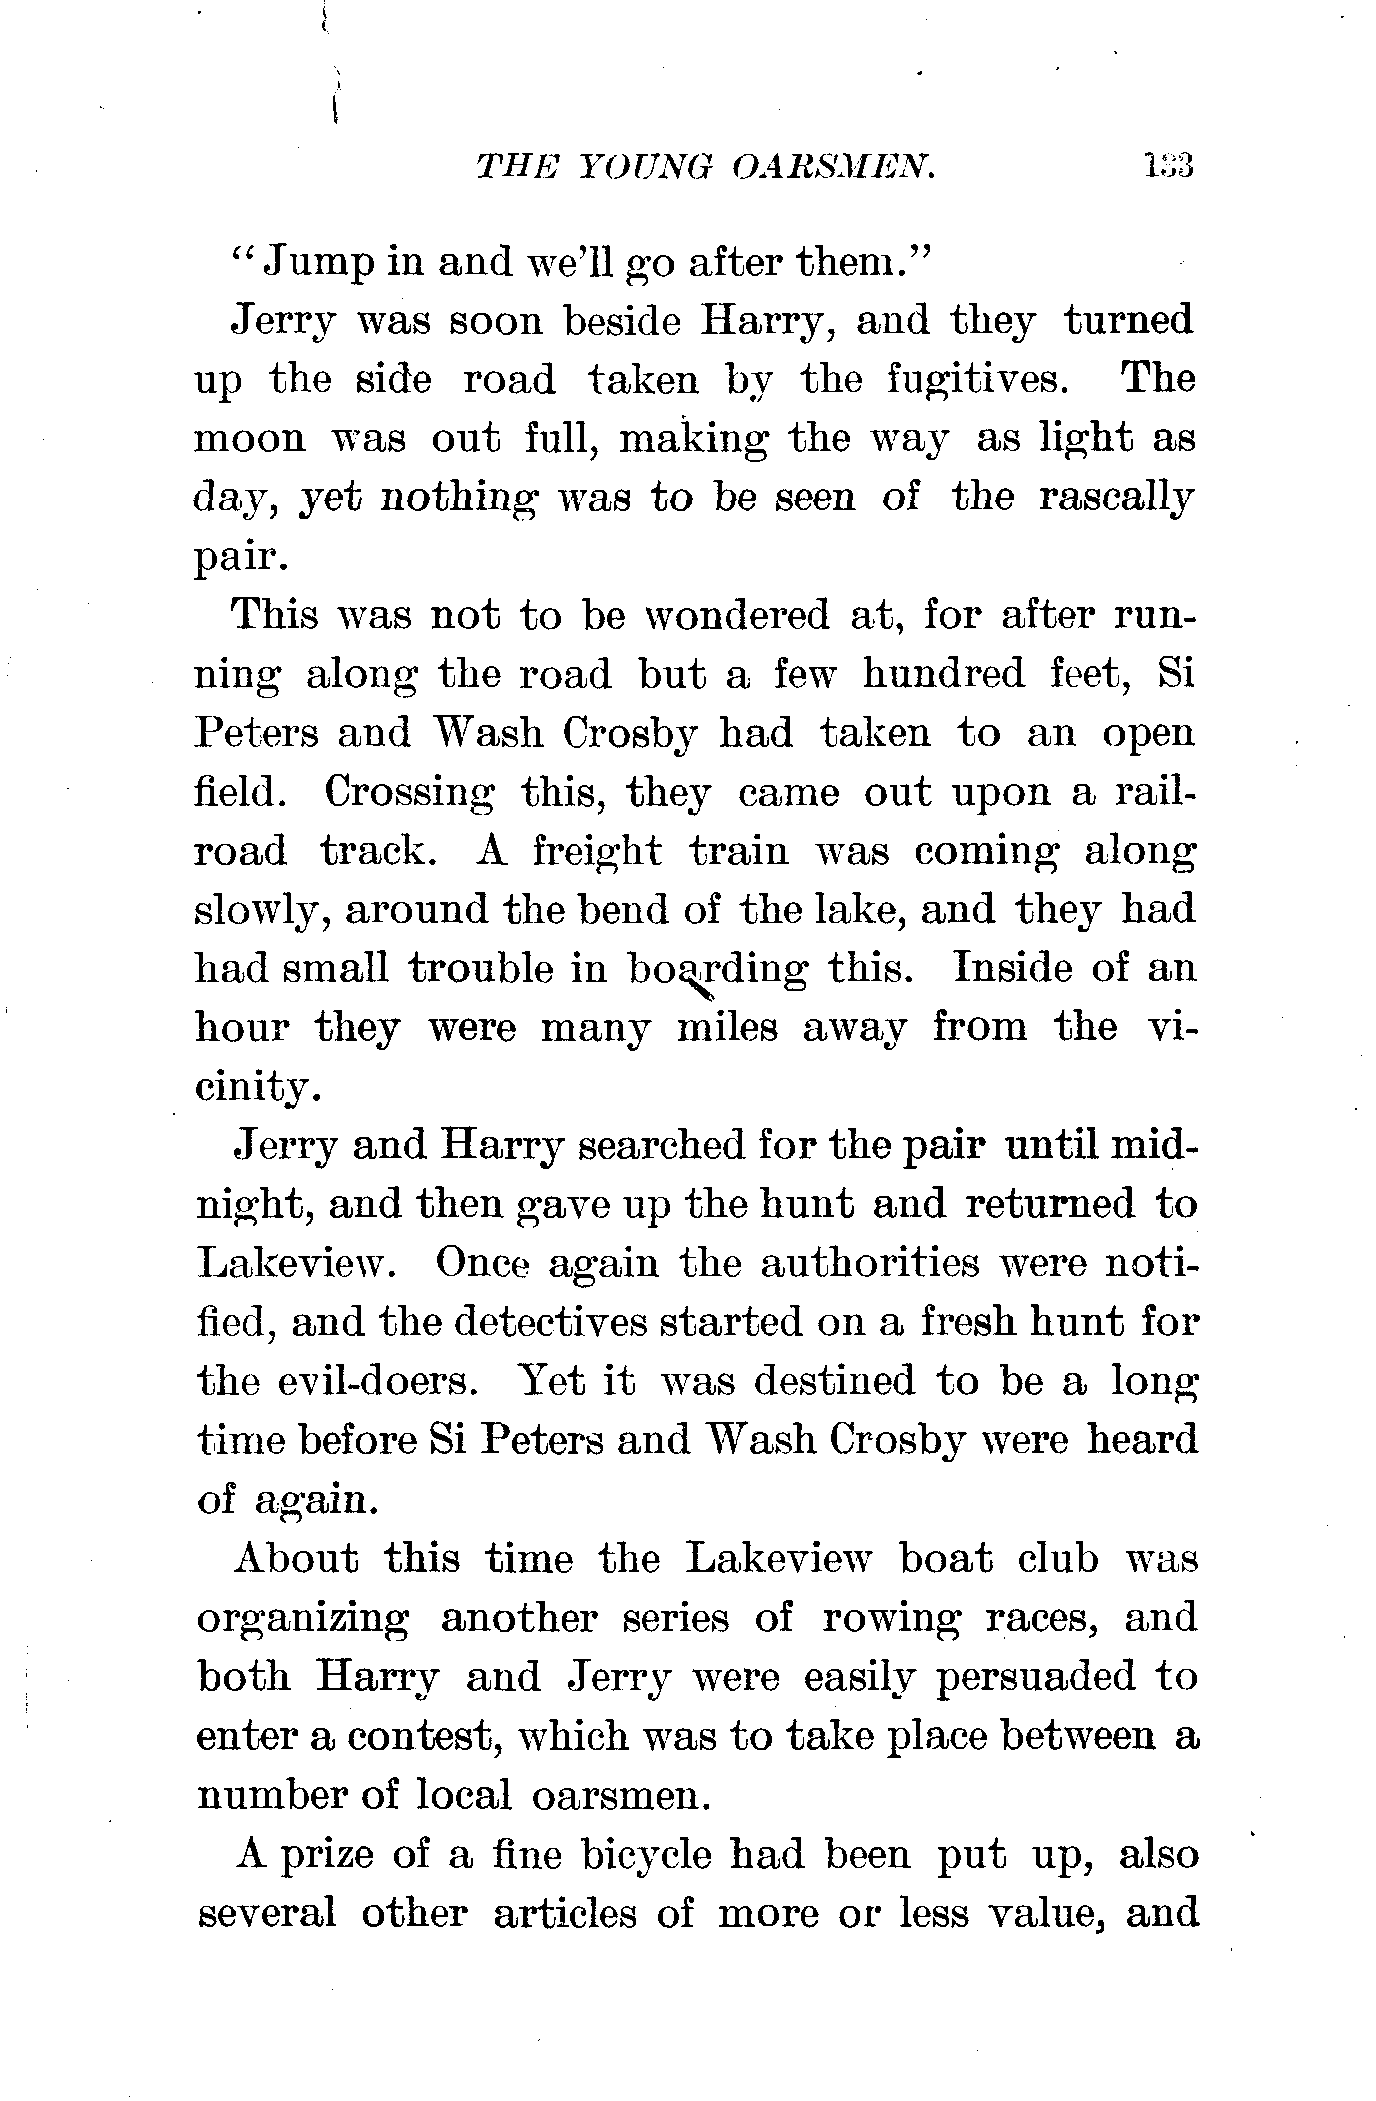 THE YOUNG OARSMEN. 133
"Jump in and we'll go after them."
Jerry was soon beside Harry, and they turned
up the side road taken by the fugitives. The
moon was out full, making the way as light as
day, yet nothing was to be seen of the rascally
pair.
This was not to be wondered at, for after run-
ning along the road but a few hundred feet, Si
Peters and Wash Crosby had taken to an open
field. Crossing this, they came out upon a rail-
road track. A freight train was coming along
slowly, around the bend of the lake, and they had
had small trouble in boarding this. Inside of an
hour they were many miles away from the vi-
cinity.
Jerry and Harry searched for the pair until mid-
night, and then gave up the hunt and returned to
Lakeview. Once again the authorities were noti-
fied, and the detectives started on a fresh hunt for
the evil-doers. Yet it was destined to be a long
time before Si Peters and Wash Crosby were heard
of again.
About this time the Lakeview boat club was
organizing another series of rowing races, and
both Harry and Jerry were easily persuaded to
enter a contest, which was to take place between a
number of local oarsmen.
A prize of a fine bicycle had been put up, also
several other articles of more or less value, and